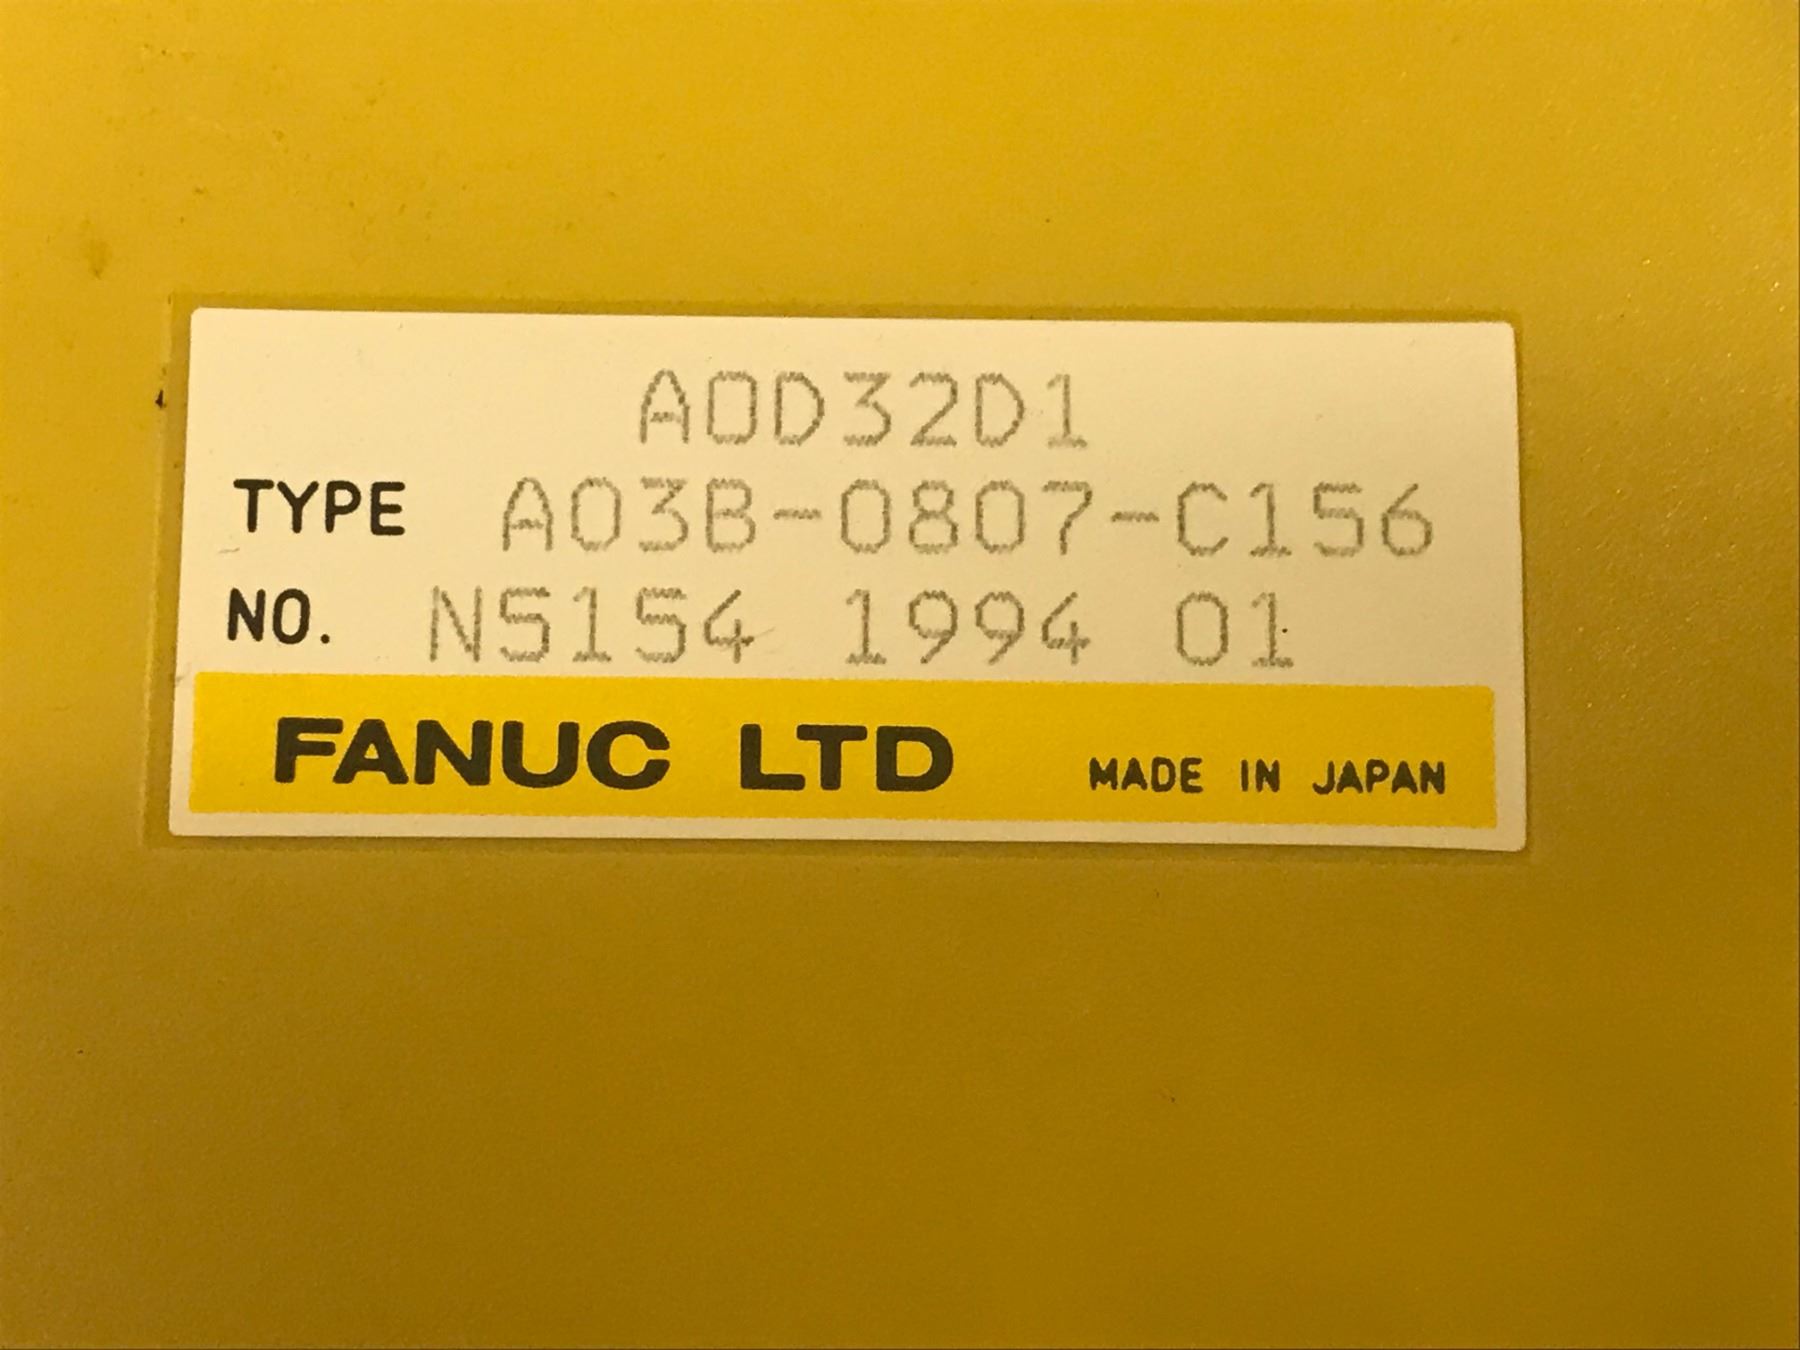 AOD32D1
TYPE A03B-0807-C156
NO. N5154 1994 01
FANUC LTD MADE IN JAPAN